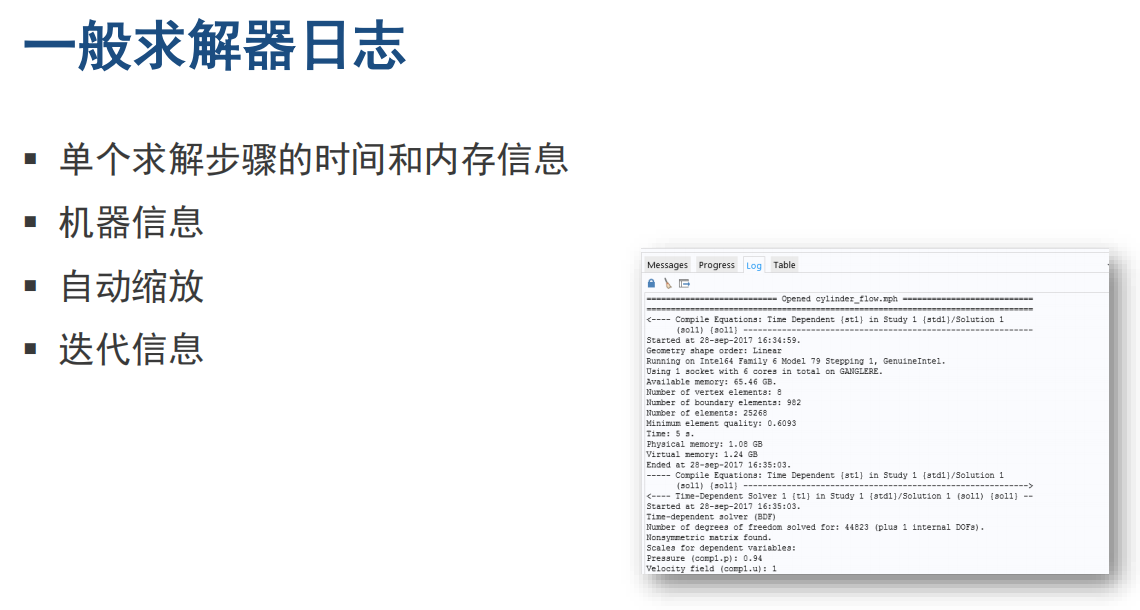 一般求解器日志
▪ 单个求解步骤的时间和内存信息
▪ 机器信息
▪ 自动缩放
▪ 迭代信息
Messages Progress Log Table
=========================== Opened cylinder_flow.mph ===========================
================================================================================
<---- Compile Equations: Time Dependent {st1} in Study 1 {std1}/Solution 1
(sol1) {sol1} ------------------------------------------------------------
Started at 28-sep-2017 16:34:59.
Geometry shape order: Linear
Running on Intel64 Family 6 Model 79 Stepping 1, GenuineIntel.
Using 1 socket with 6 cores in total on GANGLERE.
Available memory: 65.46 GB.
Number of vertex elements: 8
Number of boundary elements: 982
Number of elements: 25268
Minimum element quality: 0.6093
Time: 5 s.
Physical memory: 1.08 GB
Virtual memory: 1.24 GB
Ended at 28-sep-2017 16:35:03.
----- Compile Equations: Time Dependent {st1} in Study 1 {std1}/Solution 1
(sol1) {sol1} ----------------------------------------------------------->
<---- Time-Dependent Solver 1 {t1} in Study 1 {std1}/Solution 1 (sol1) {sol1} --
Started at 28-sep-2017 16:35:03.
Time-dependent solver (BDF)
Number of degrees of freedom solved for: 44823 (plus 1 internal DOFs).
Nonsymmetric matrix found.
Scales for dependent variables:
Pressure (comp1.p): 0.94
Velocity field (comp1.u): 1